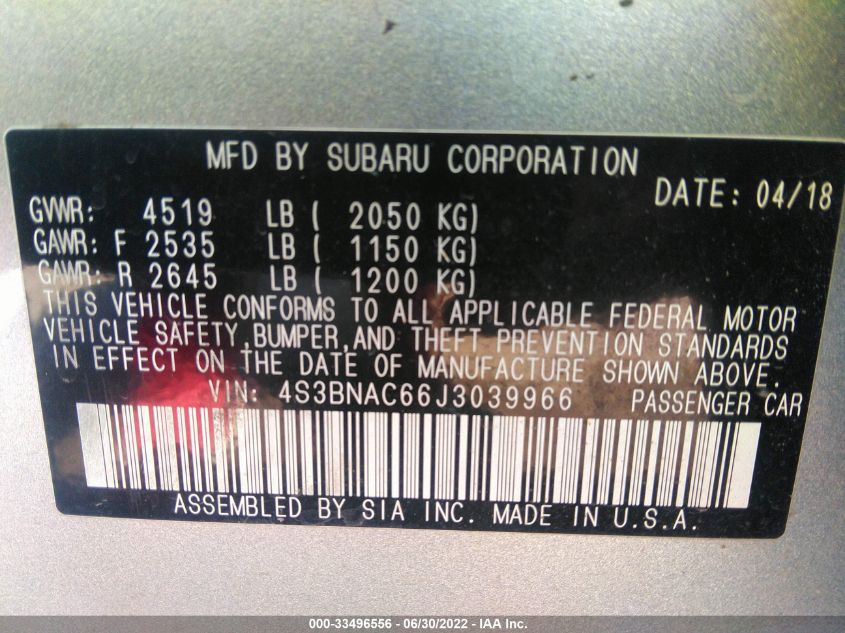 MFD BY SUBARU CORPORATION
DATE: 04/18
GVWR: 4519 LB ( 2050 KG)
GAWR: F 2535 LB ( 1150 KG)
GAWR: R 2645 LB ( 1200 KG)
THIS VEHICLE CONFORMS TO ALL APPLICABLE FEDERAL MOTOR
VEHICLE SAFETY,BUMPER,AND THEFT PREVENTION STANDARDS
IN EFFECT ON THE DATE OF MANUFACTURE SHOWN ABOVE.
VIN: 4S3BNAC66J3039966 PASSENGER CAR
ASSEMBLED BY SIA INC. MADE IN U.S.A.
000-33496556 - 06/30/2022 - IAA Inc.